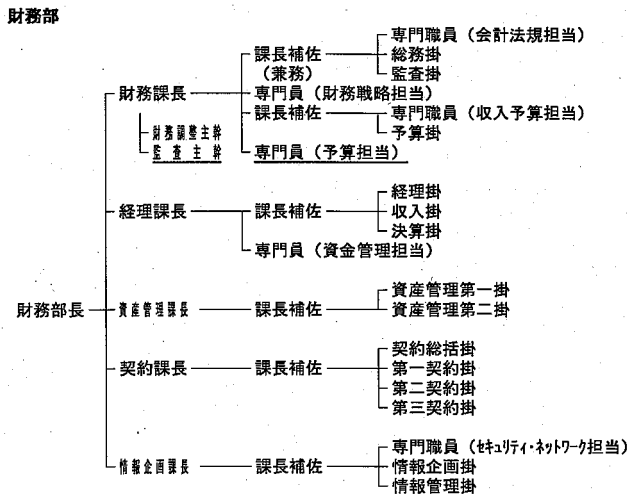 財務部
専門職員（会計法規担当）
課長補佐 総務掛
（兼務） 監査掛
財務課長 専門員（財務戦略担当）
課長補佐 専門職員（収入予算担当）
財務調整主幹 予算掛
監査主幹 専門員（予算担当）
経理掛
経理課長 課長補佐 収入掛
決算掛
専門員（資金管理担当）
資産管理第一掛
財務部長 資産管理課長 課長補佐 資産管理第二掛
契約総括掛
契約課長 課長補佐 第一契約掛
第二契約掛
第三契約掛
専門職員（ｾｷｭﾘﾃｨ・ﾈｯﾄﾜｰｸ担当）
情報企画課長 課長補佐 情報企画掛
情報管理掛